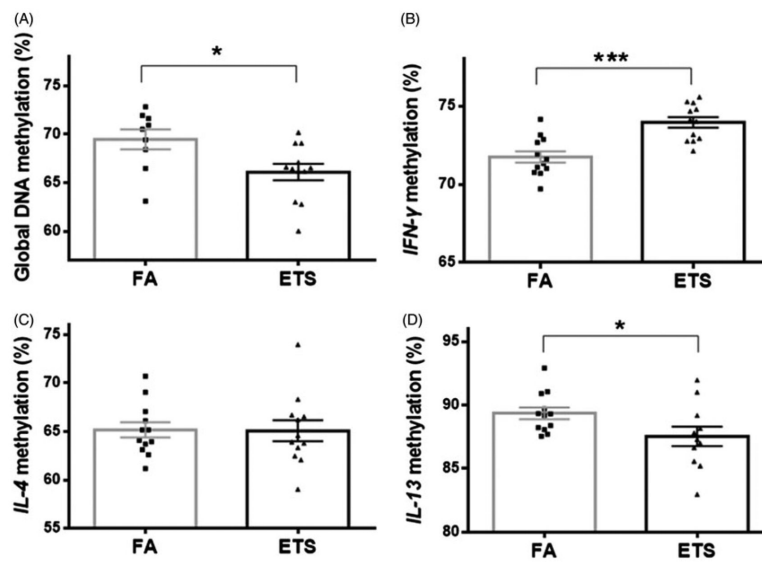 (A)
Global DNA methylation (%)
75
70
65
60
*
FA
ETS
(B)
IFN-γ methylation (%)
75
70
65
***
FA
ETS
(C)
IL-4 methylation (%)
75
70
65
60
55
FA
ETS
(D)
IL-13 methylation (%)
95
90
85
80
*
FA
ETS